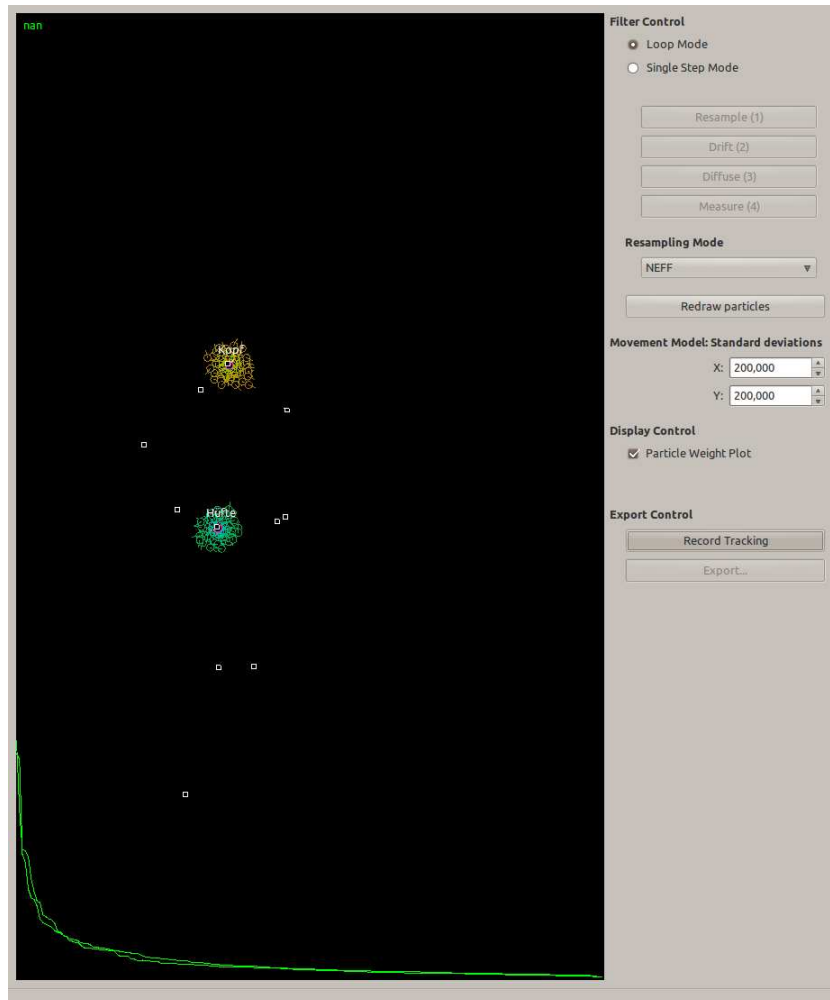 nan
Kopf
Hüfte
Filter Control
Loop Mode
Single Step Mode
Resample (1)
Drift (2)
Diffuse (3)
Measure (4)
Resampling Mode
NEFF
Redraw particles
Movement Model: Standard deviations
X: 200,000
Y: 200,000
Display Control
Particle Weight Plot
Export Control
Record Tracking
Export...